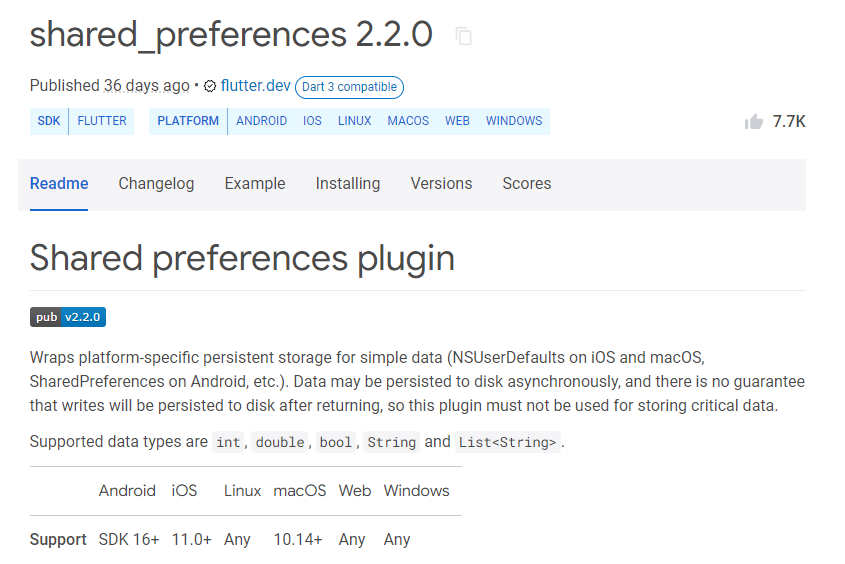 shared_preferences 2.2.0
Published 36 days ago • flutter.dev Dart 3 compatible
SDK FLUTTER PLATFORM ANDROID IOS LINUX MACOS WEB WINDOWS 7.7K
Readme Changelog Example Installing Versions Scores
Shared preferences plugin
pub v2.2.0
Wraps platform-specific persistent storage for simple data (NSUserDefaults on iOS and macOS,
SharedPreferences on Android, etc.). Data may be persisted to disk asynchronously, and there is no guarantee
that writes will be persisted to disk after returning, so this plugin must not be used for storing critical data.
Supported data types are int, double, bool, String and List<String>.
Android iOS Linux macOS Web Windows
Support SDK 16+ 11.0+ Any 10.14+ Any Any